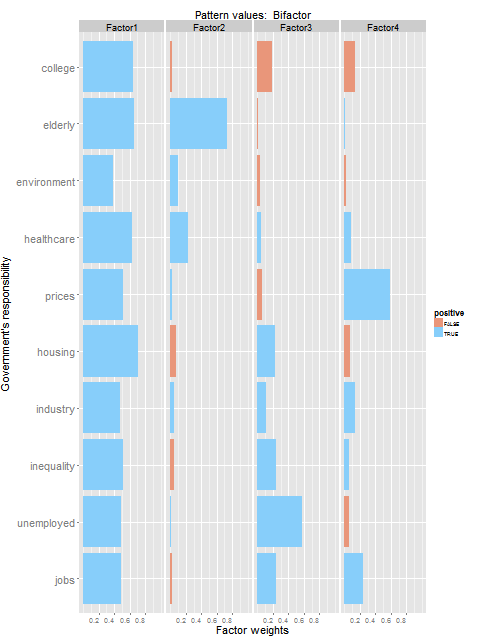 Pattern values: Bifactor
Factor1 Factor2 Factor3 Factor4
college
elderly
environment
healthcare
prices
housing
industry
inequality
unemployed
jobs
Government's responsibility
0.2 0.4 0.6 0.8 0.2 0.4 0.6 0.8 0.2 0.4 0.6 0.8 0.2 0.4 0.6 0.8
Factor weights
positive
FALSE
TRUE